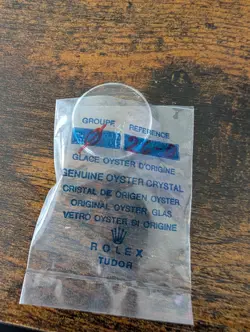 GROUPE REFERENCE
GLACE OYSTER D'ORIGINE
GENUINE OYSTER CRYSTAL
CRISTAL DE ORIGEN OYSTER
ORIGINAL OYSTER GLAS
VETRO OYSTER DI ORIGINE
ROLEX
TUDOR